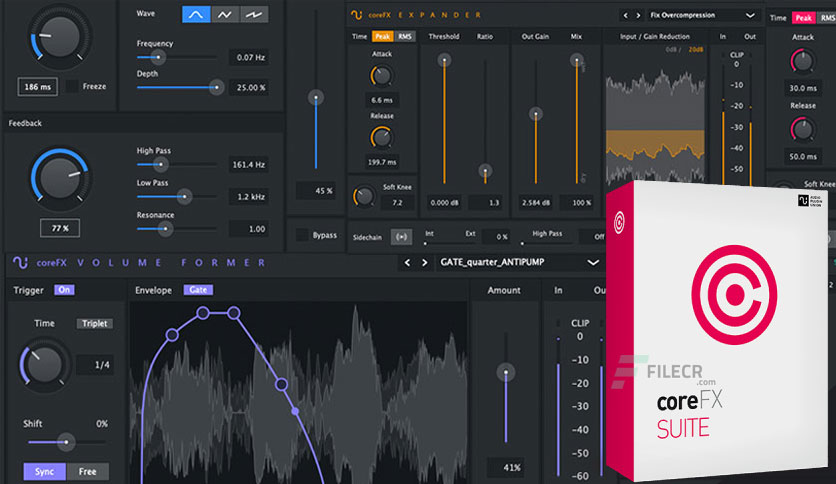 Wave
Frequency
0.07 Hz
Depth
25.00 %
186 ms
Freeze
Feedback
High Pass
161.4 Hz
Low Pass
1.2 kHz
Resonance
1.00
77 %
45 %
Bypass
coreFX EXPANDER
Fix Overcompression
Time Peak RMS
Attack
6.6 ms
Release
199.7 ms
Soft Knee
7.2
Threshold
0.000 dB
Ratio
1.3
Out Gain
2.584 dB
Mix
100 %
Input / Gain Reduction
0dB / 20dB
In Out
CLIP
0
-10
-20
-30
-40
-50
Sidechain
Int Ext
0 %
High Pass
Off
Time Peak RMS
Attack
30.0 ms
Release
50.0 ms
Soft Knee
coreFX VOLUME FORMER
GATE_quarter_ANTIPUMP
Trigger On
Time Triplet
1/4
Shift 0%
Sync Free
Envelope Gate
Amount
41%
In Ou
CLIP
0
-10
-20
-30
-40
-50
-60
AUDIO
PLUGIN
UNION
FILECR
.com
coreFX
SUITE